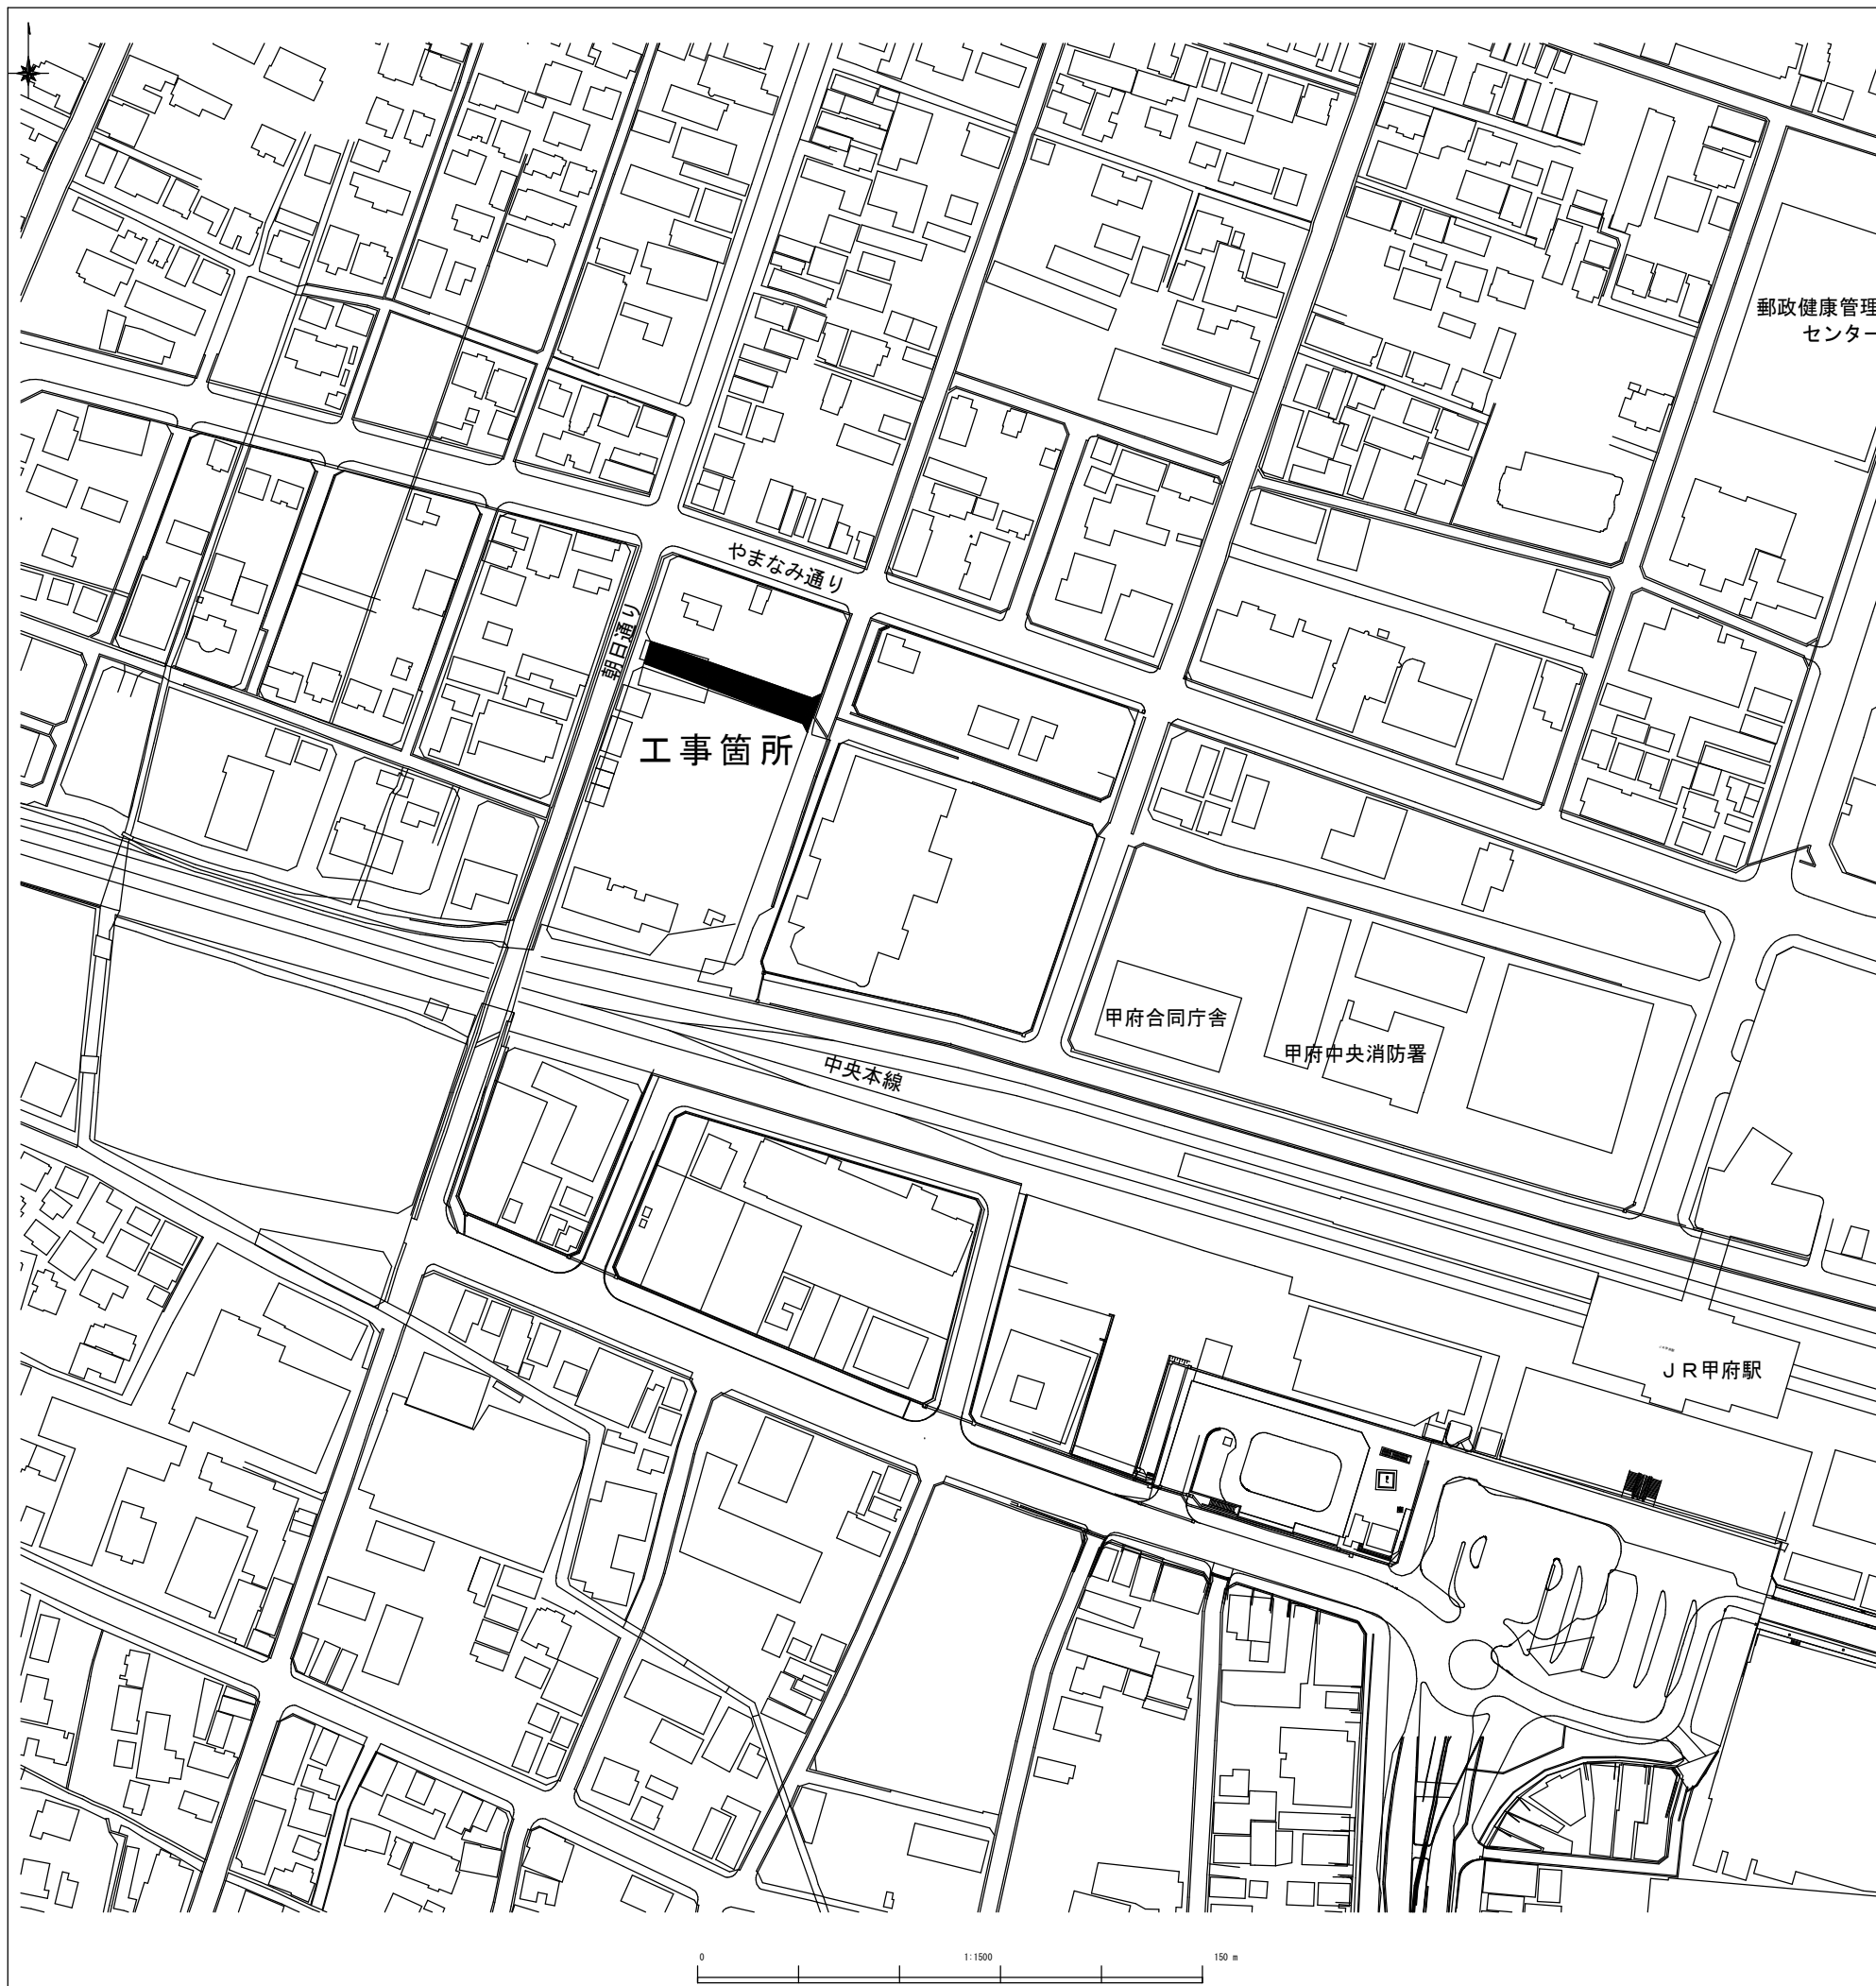 郵政健康管理
センター
やまなみ通り
朝日通り
工事箇所
甲府合同庁舎
甲府中央消防署
中央本線
JR甲府駅
0 1:1500 150 m